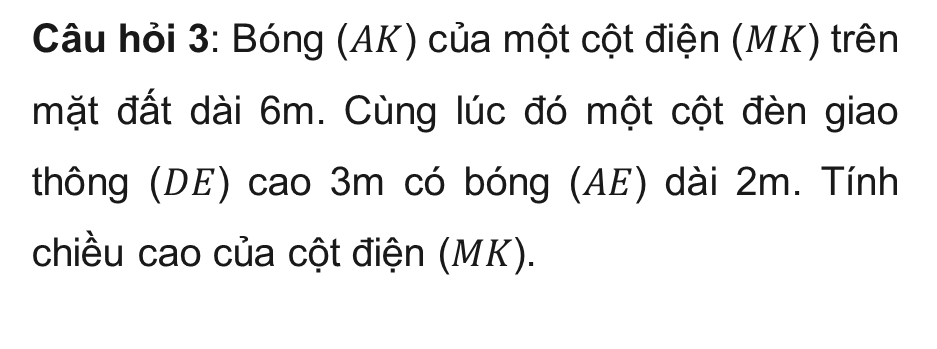 Câu hỏi 3: Bóng (AK) của một cột điện (MK) trên
mặt đất dài 6m. Cùng lúc đó một cột đèn giao
thông (DE) cao 3m có bóng (AE) dài 2m. Tính
chiều cao của cột điện (MK).